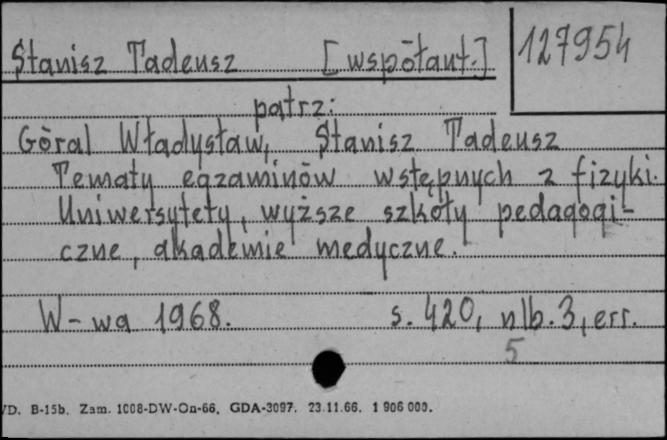 Stanisz Tadeusz [współaut.] 127954
patrz:
Góral Władysław, Stanisz Tadeusz
Tematy egzaminów wstępnych z fizyki.
Uniwersytety, wyższe szkoły pedagogi-
czne, akademie medyczne.
W-wa 1968. s. 420, nlb. 3, err.
5
VD. B-15b. Zam. 1008-DW-On-66. GDA-3097. 23.11.66. 1 906 000.